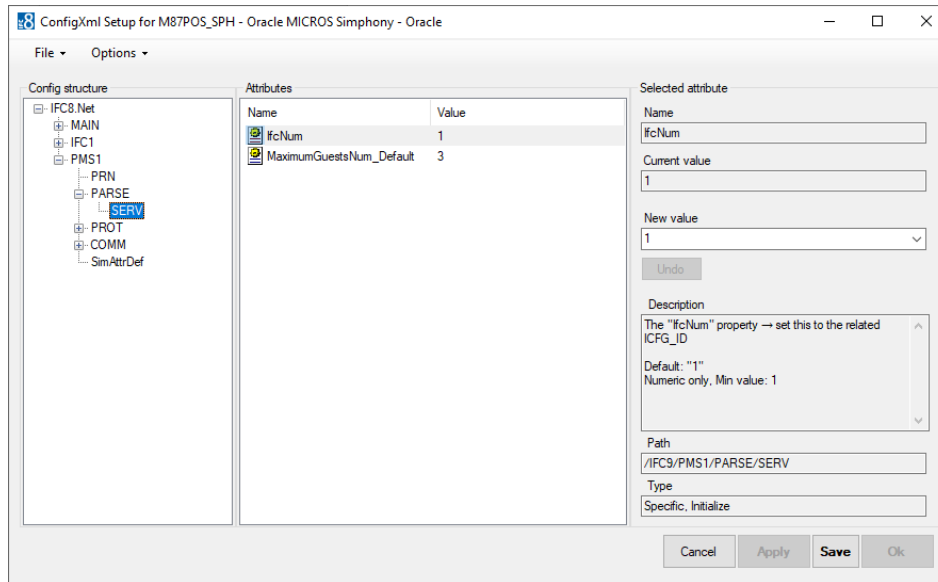 ConfigXml Setup for M87POS_SPH - Oracle MICROS Simphony - Oracle
File Options
Config structure
IFC8.Net
MAIN
IFC1
PMS1
PRN
PARSE
SERV
PROT
COMM
SimAttrDef
Attributes
Name Value
IfcNum 1
MaximumGuestsNum_Default 3
Selected attribute
Name
IfcNum
Current value
1
New value
1
Undo
Description
The "IfcNum" property → set this to the related
ICFG_ID
Default: "1"
Numeric only, Min value: 1
Path
/IFC9/PMS1/PARSE/SERV
Type
Specific, Initialize
Cancel Apply Save Ok